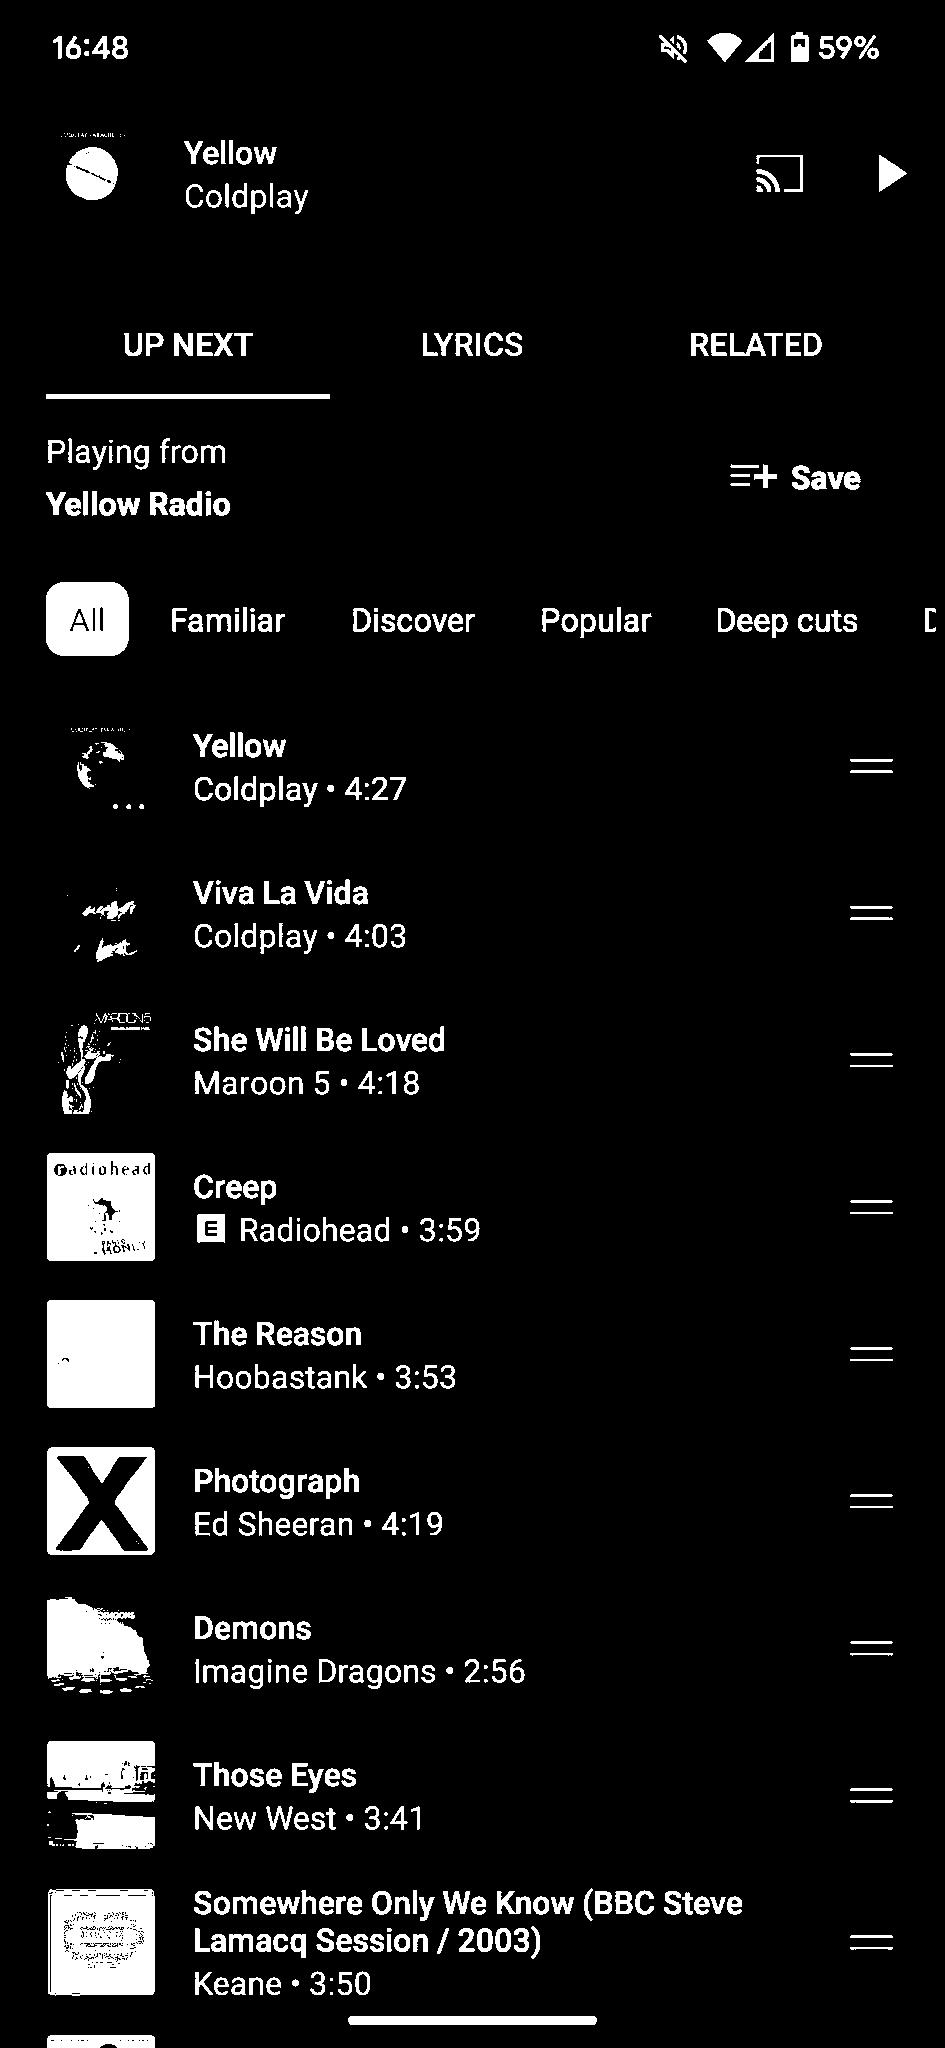 16:48
59%
Yellow
Coldplay
UP NEXT
LYRICS
RELATED
Playing from
Yellow Radio
Save
All
Familiar
Discover
Popular
Deep cuts
Yellow
Coldplay • 4:27
Viva La Vida
Coldplay • 4:03
MAROON 5
She Will Be Loved
Maroon 5 • 4:18
radiohead
PABLO
HONEY
Creep
E Radiohead • 3:59
The Reason
Hoobastank • 3:53
X
Photograph
Ed Sheeran • 4:19
Demons
Imagine Dragons • 2:56
Those Eyes
New West • 3:41
Somewhere Only We Know (BBC Steve
Lamacq Session / 2003)
Keane • 3:50